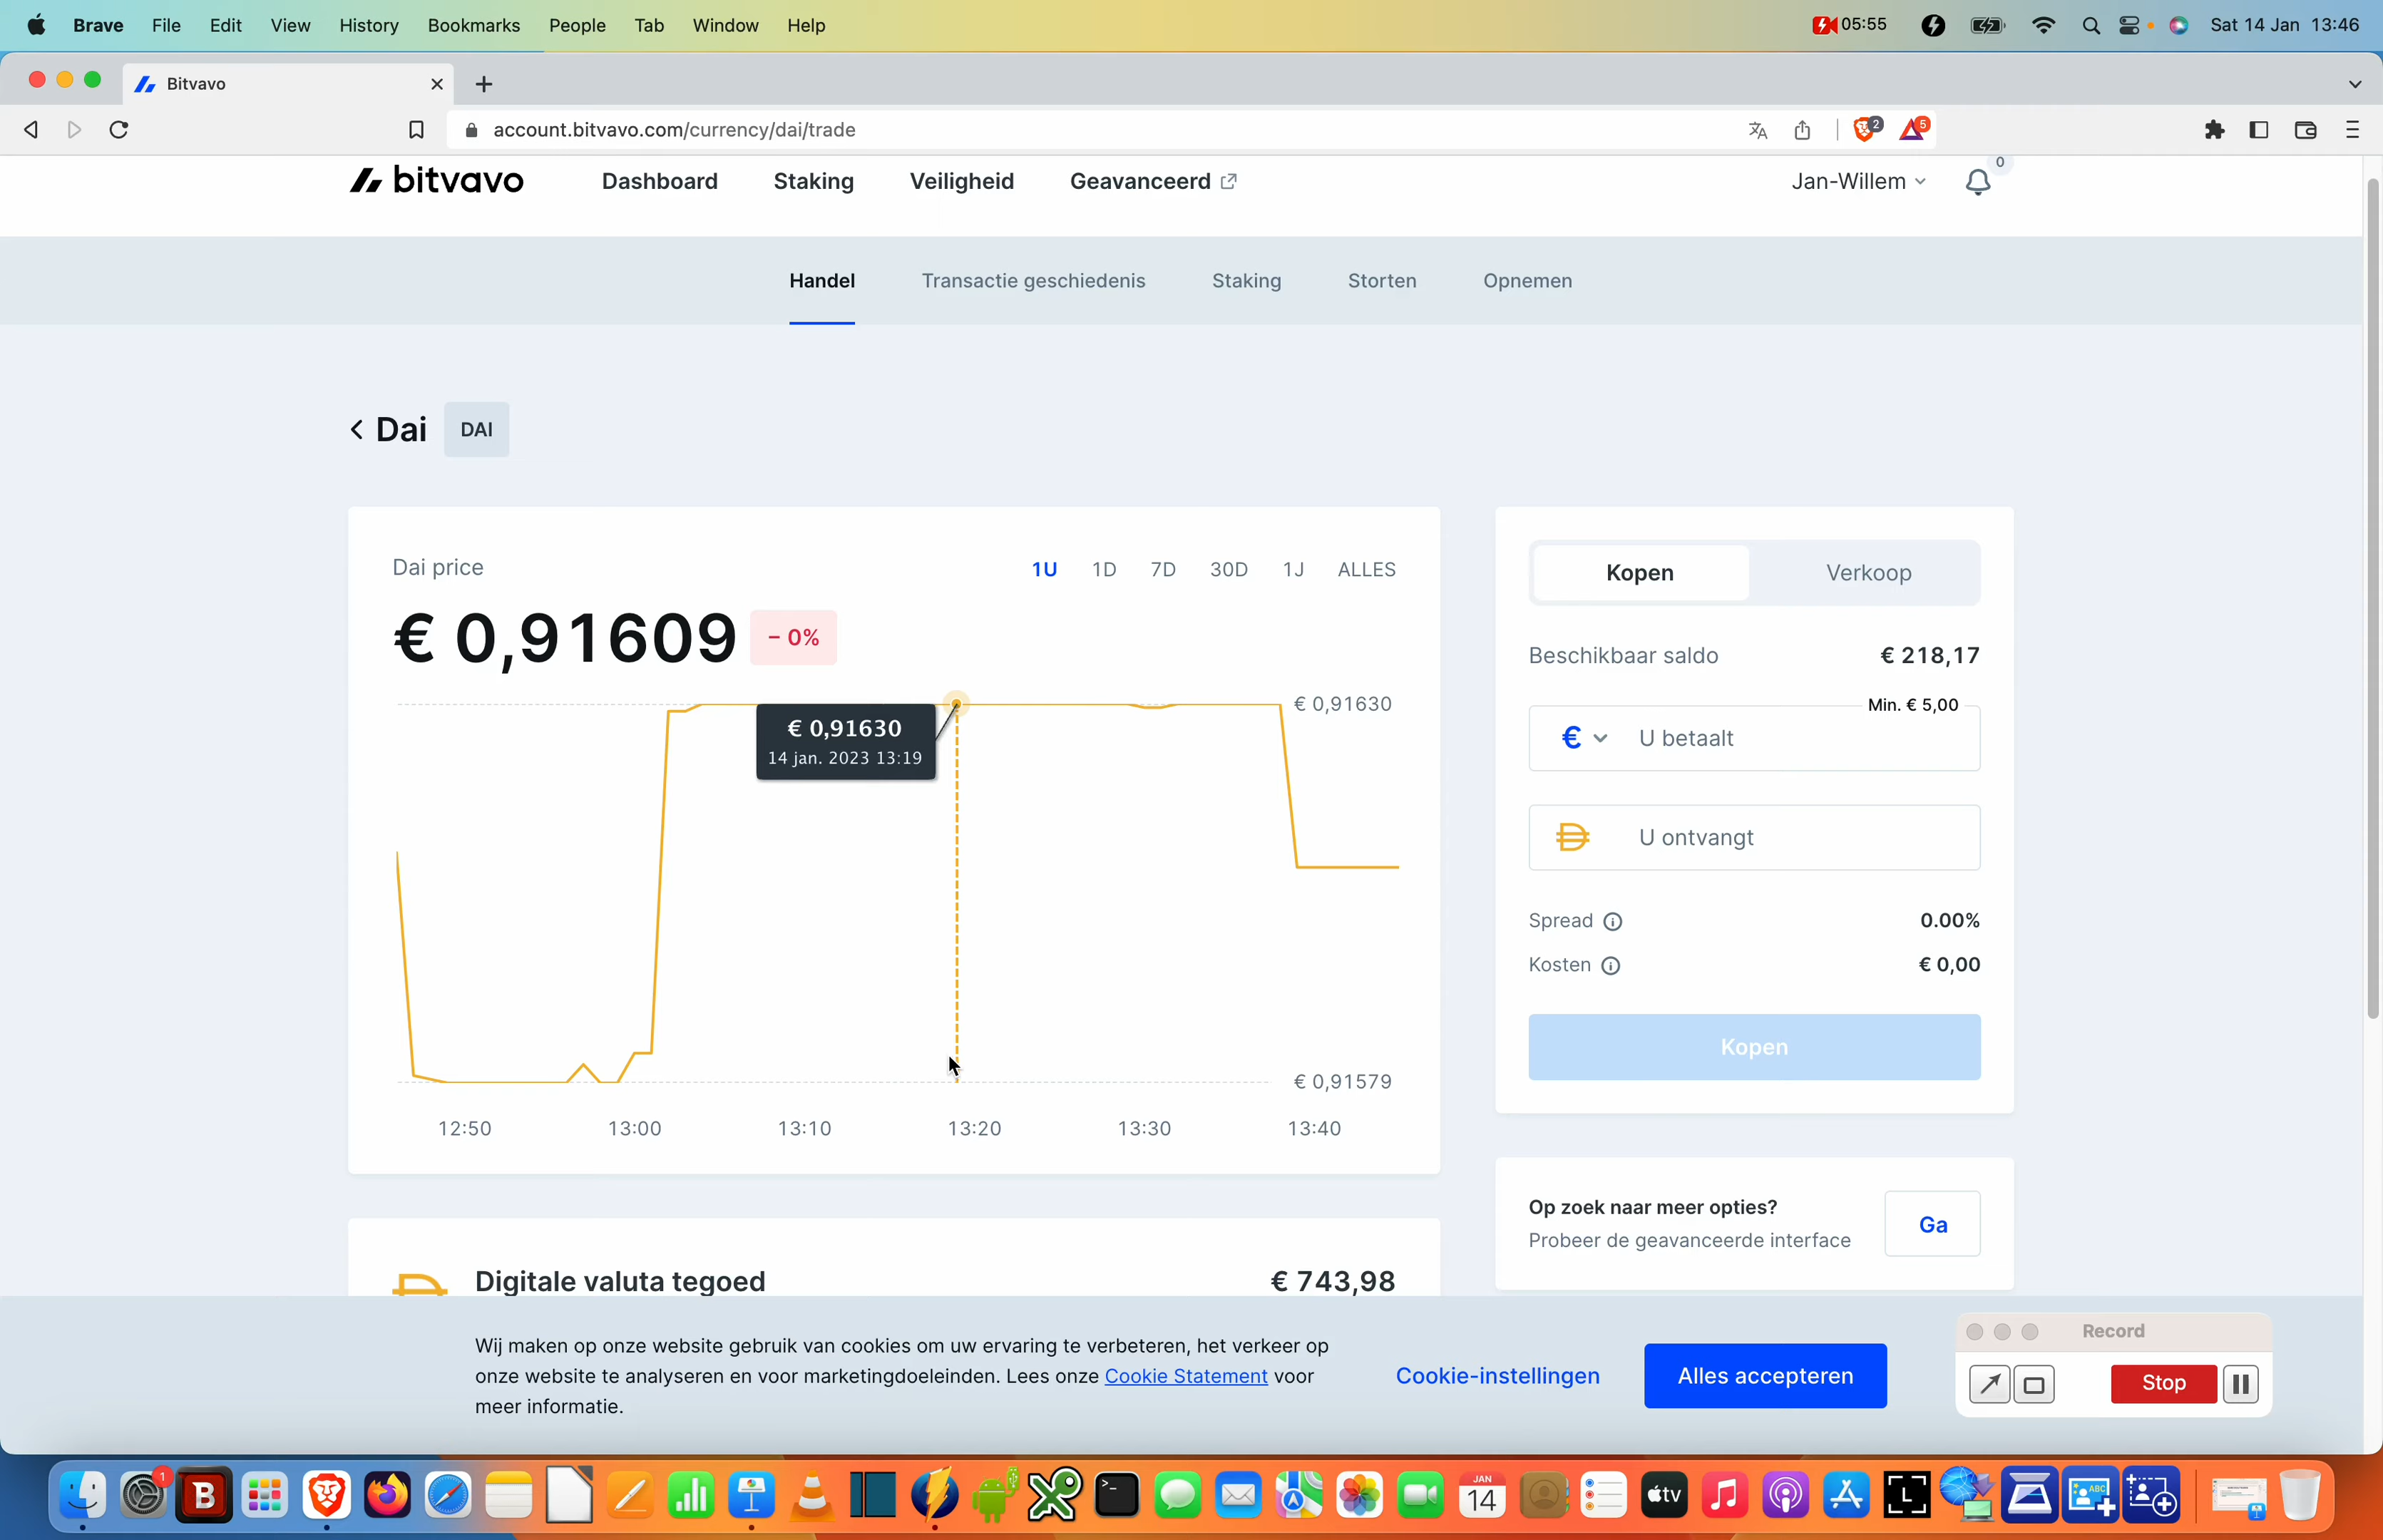 Brave File Edit View History Bookmarks People Tab Window Help 05:55 Sat 14 Jan 13:46
Bitvavo
account.bitvavo.com/currency/dai/trade 2 5
bitvavo Dashboard Staking Veiligheid Geavanceerd Jan-Willem 0
Handel Transactie geschiedenis Staking Storten Opnemen
Dai DAI
Dai price 1U 1D 7D 30D 1J ALLES
€ 0,91609 − 0%
€ 0,91630
€ 0,91630
14 jan. 2023 13:19
€ 0,91579
12:50 13:00 13:10 13:20 13:30 13:40
Kopen Verkoop
Beschikbaar saldo € 218,17
Min. € 5,00
€ U betaalt
U ontvangt
Spread 0.00%
Kosten € 0,00
Kopen
Op zoek naar meer opties?
Probeer de geavanceerde interface
Ga
Digitale valuta tegoed € 743,98
Wij maken op onze website gebruik van cookies om uw ervaring te verbeteren, het verkeer op
onze website te analyseren en voor marketingdoeleinden. Lees onze Cookie Statement voor
meer informatie.
Cookie-instellingen Alles accepteren
Record
Stop
1 B JAN 14 tv L ABC